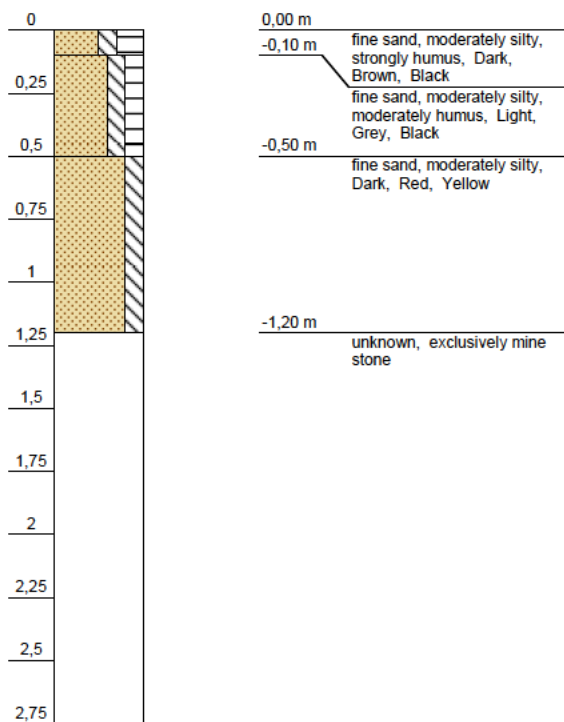 0
0,25
0,5
0,75
1
1,25
1,5
1,75
2
2,25
2,5
2,75
0,00 m
fine sand, moderately silty,
strongly humus, Dark,
Brown, Black
-0,10 m
fine sand, moderately silty,
moderately humus, Light,
Grey, Black
-0,50 m
fine sand, moderately silty,
Dark, Red, Yellow
-1,20 m
unknown, exclusively mine
stone